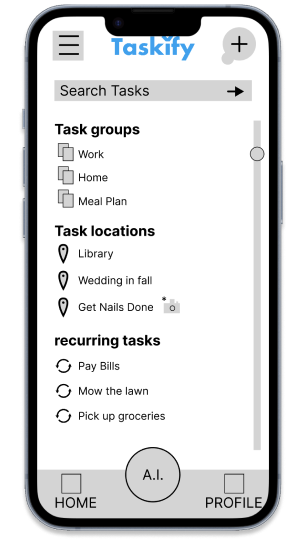 Taskify
Search Tasks
Task groups
Work
Home
Meal Plan
Task locations
Library
Wedding in fall
Get Nails Done *
recurring tasks
Pay Bills
Mow the lawn
Pick up groceries
A.I.
HOME
PROFILE